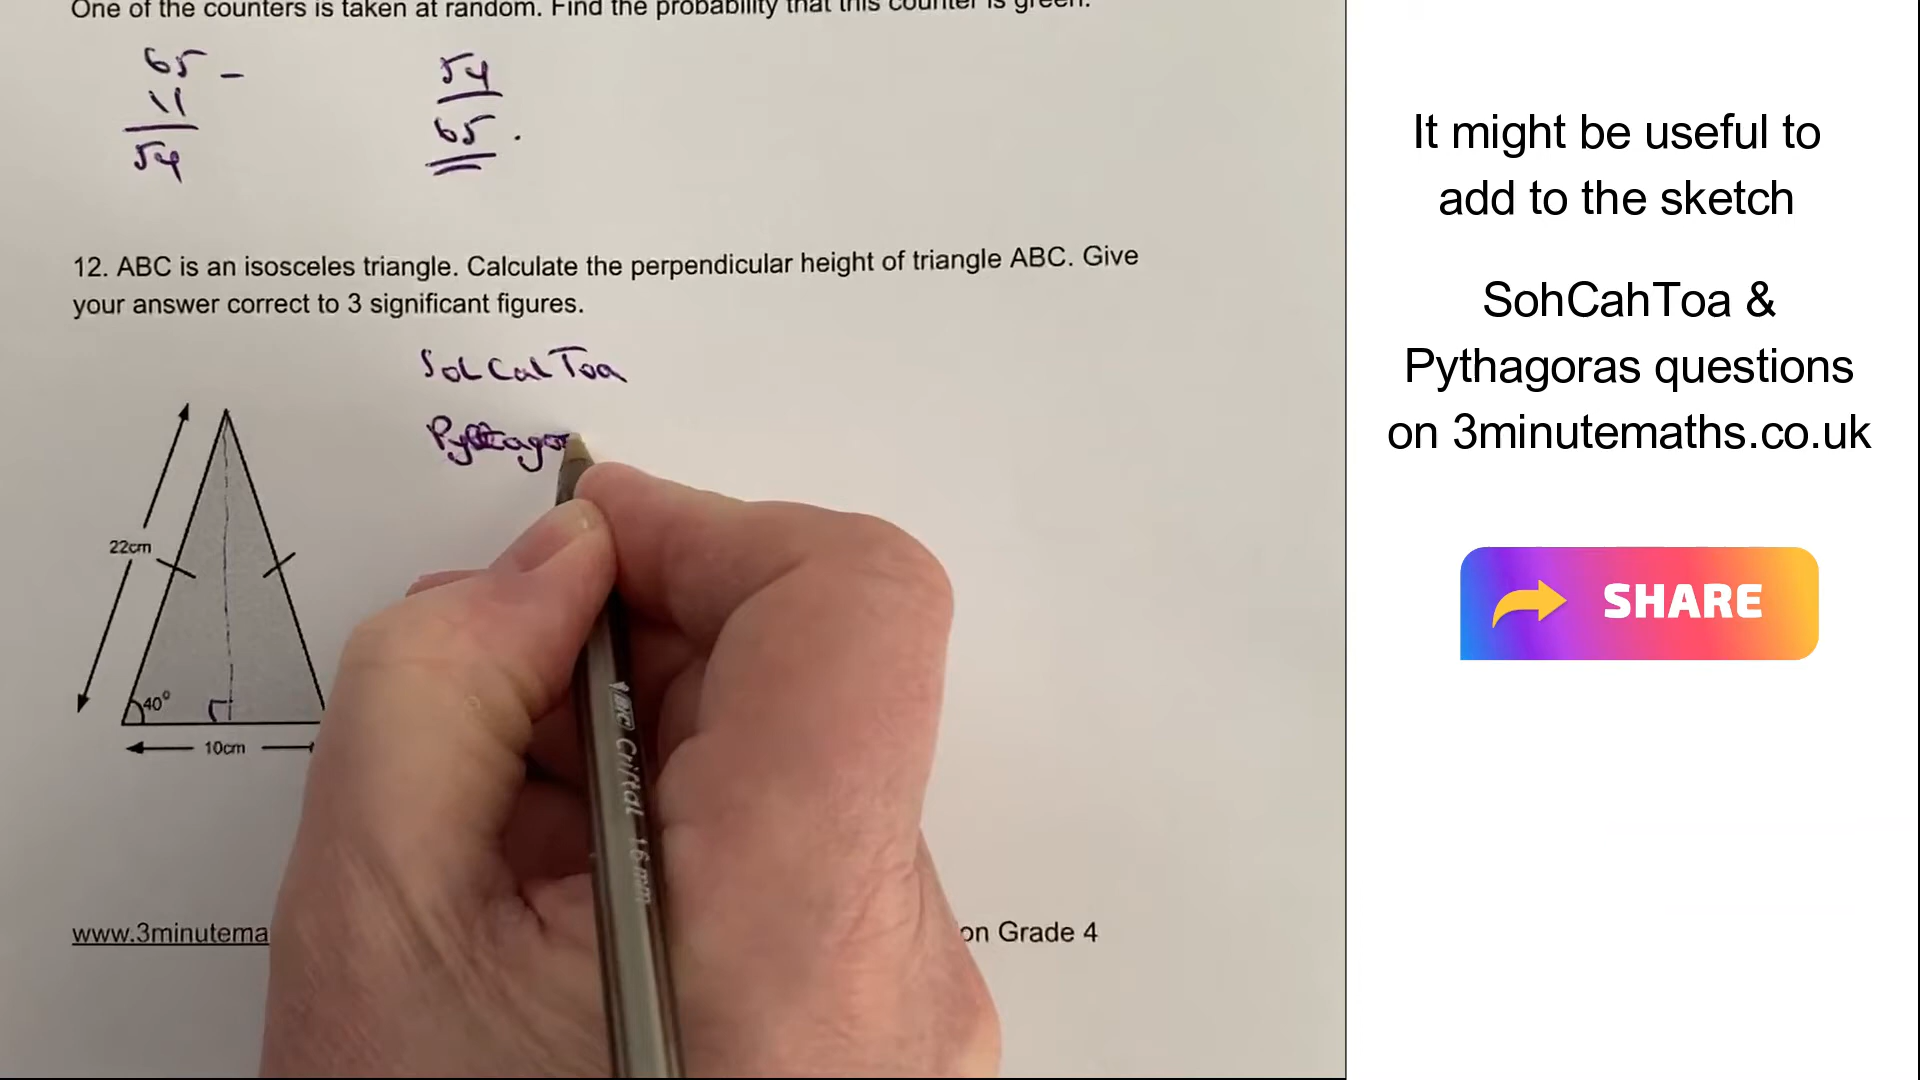 One of the counters is taken at random. Find the probability that this counter is green.
65 -
11
54
54
65 .
12. ABC is an isosceles triangle. Calculate the perpendicular height of triangle ABC. Give
your answer correct to 3 significant figures.
SohCahToa
Pythagor
22cm
40°
10cm
www.3minutema
on Grade 4
BIC Cristal 1.6mm
It might be useful to
add to the sketch
SohCahToa &
Pythagoras questions
on 3minutemaths.co.uk
SHARE